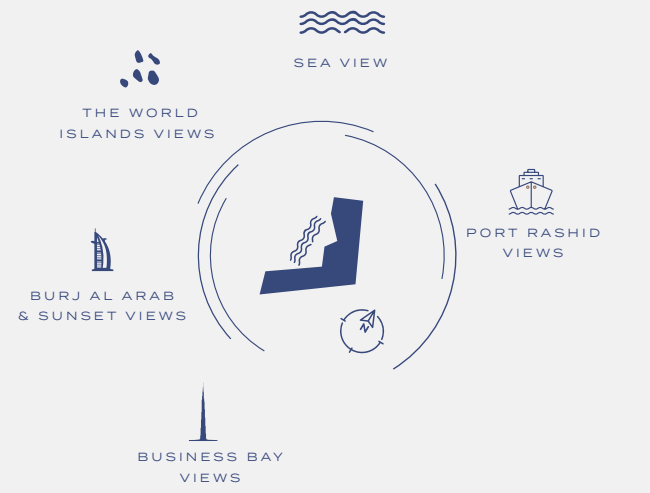 SEA VIEW
THE WORLD
ISLANDS VIEWS
PORT RASHID
VIEWS
BURJ AL ARAB
& SUNSET VIEWS
N
BUSINESS BAY
VIEWS